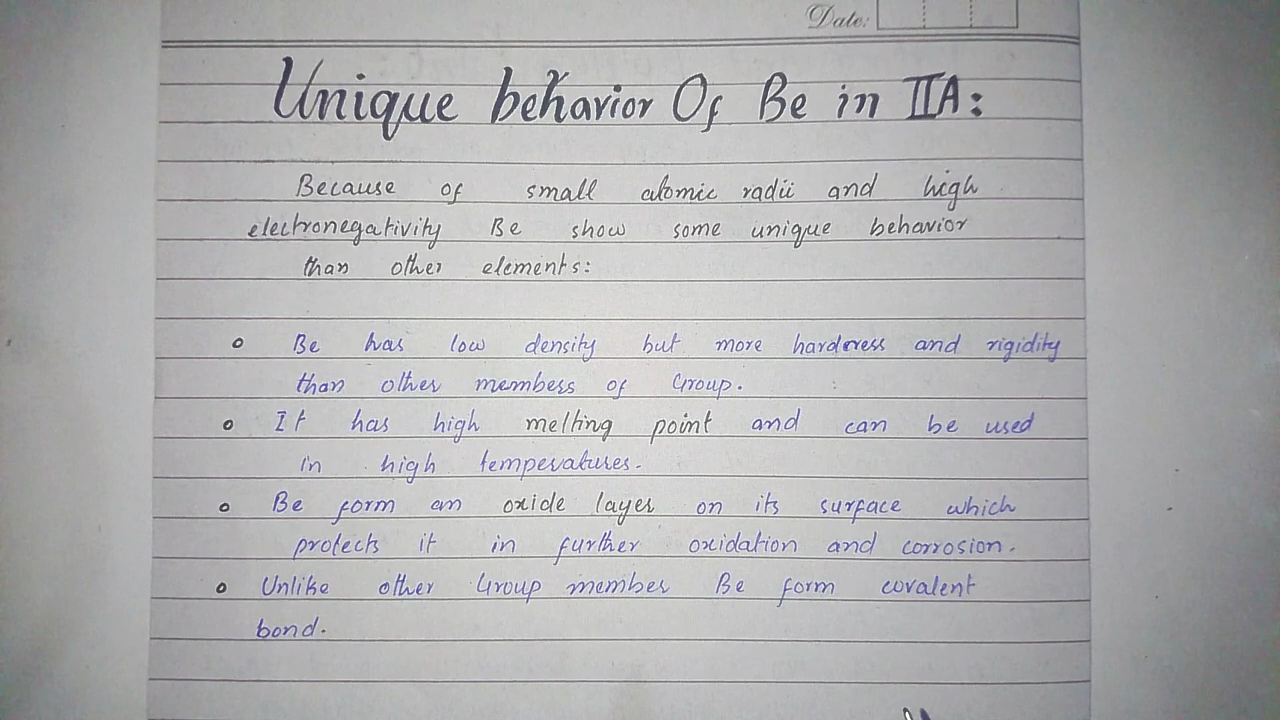 Date:
Unique behavior Of Be in IIA:
Because of small atomic radii and high
electronegativity Be show some unique behavior
than other elements:
Be has low density but more hardness and rigidity
than other members of Group.
It has high melting point and can be used
in high temperatures.
Be form an oxide layer on its surface which
protects it in further oxidation and corrosion.
Unlike other Group member Be form covalent
bond.